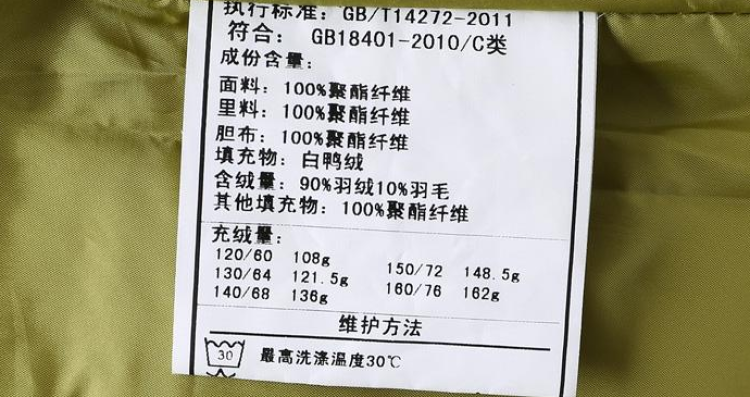 执行标准：GB/T14272-2011
符合：GB18401-2010/C类
成份含量：
面料：100%聚酯纤维
里料：100%聚酯纤维
胆布：100%聚酯纤维
填充物：白鸭绒
含绒量：90%羽绒10%羽毛
其他填充物：100%聚酯纤维
充绒量：
120/60 108g
130/64 121.5g 150/72 148.5g
140/68 136g 160/76 162g
维护方法
30 最高洗涤温度30℃